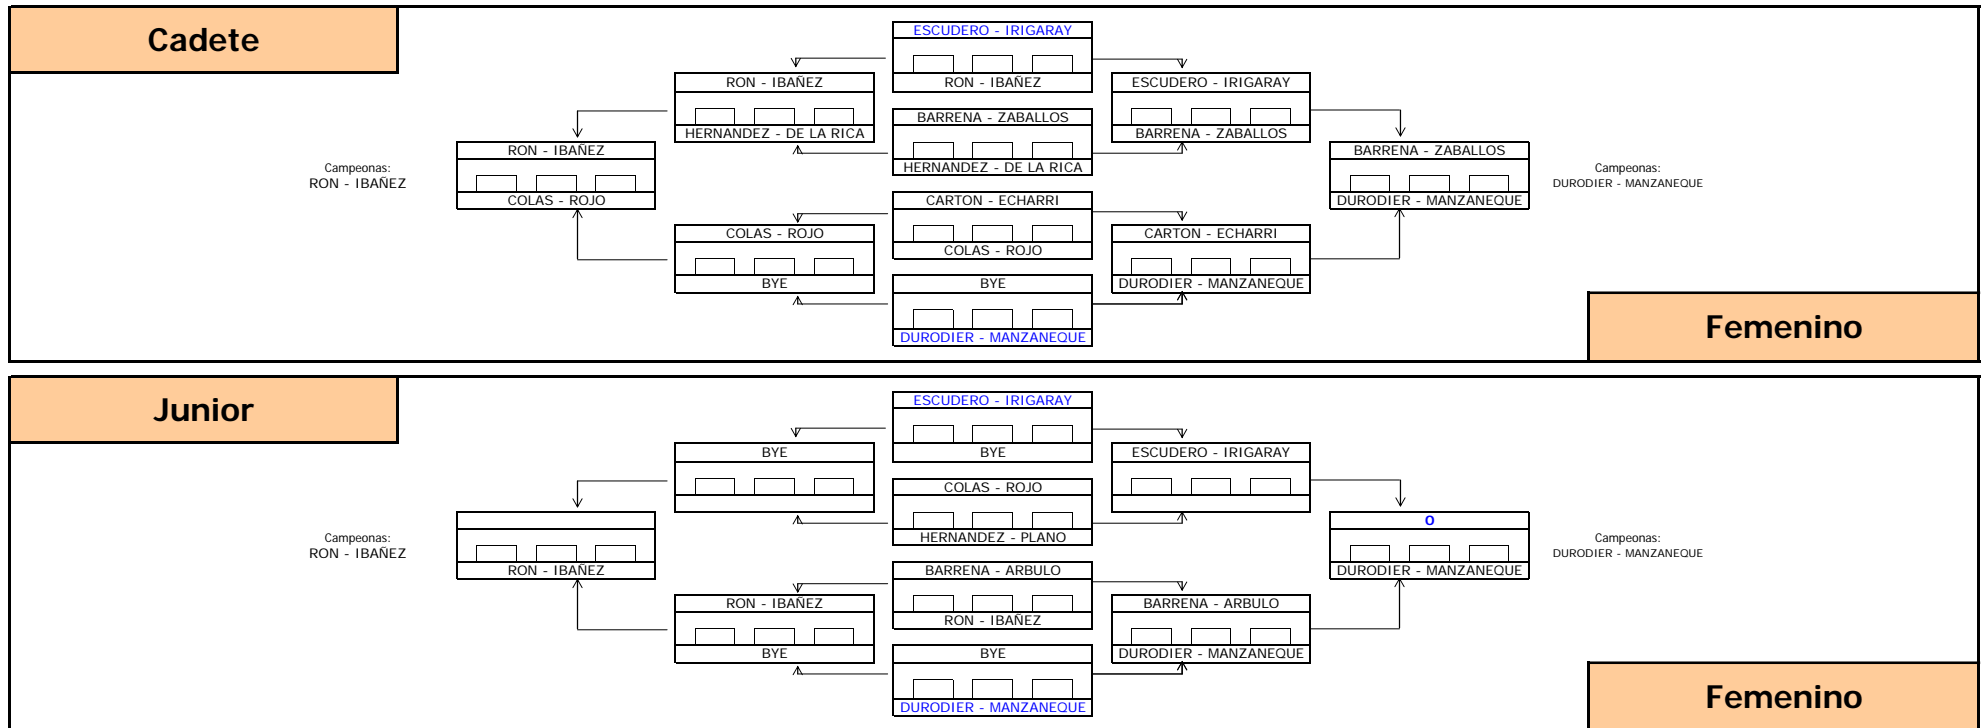 Cadete
ESCUDERO - IRIGARAY
RON - IBAÑEZ
RON - IBAÑEZ
ESCUDERO - IRIGARAY
BARRENA - ZABALLOS
HERNANDEZ - DE LA RICA
BARRENA - ZABALLOS
RON - IBAÑEZ
BARRENA - ZABALLOS
Campeonas:
RON - IBAÑEZ
HERNANDEZ - DE LA RICA
Campeonas:
DURODIER - MANZANEQUE
COLAS - ROJO
CARTON - ECHARRI
DURODIER - MANZANEQUE
COLAS - ROJO
CARTON - ECHARRI
COLAS - ROJO
BYE
BYE
DURODIER - MANZANEQUE
DURODIER - MANZANEQUE
Femenino
Junior
ESCUDERO - IRIGARAY
BYE
BYE
ESCUDERO - IRIGARAY
COLAS - ROJO
0
Campeonas:
RON - IBAÑEZ
HERNANDEZ - PLANO
Campeonas:
DURODIER - MANZANEQUE
RON - IBAÑEZ
BARRENA - ARBULO
DURODIER - MANZANEQUE
RON - IBAÑEZ
BARRENA - ARBULO
RON - IBAÑEZ
BYE
BYE
DURODIER - MANZANEQUE
DURODIER - MANZANEQUE
Femenino